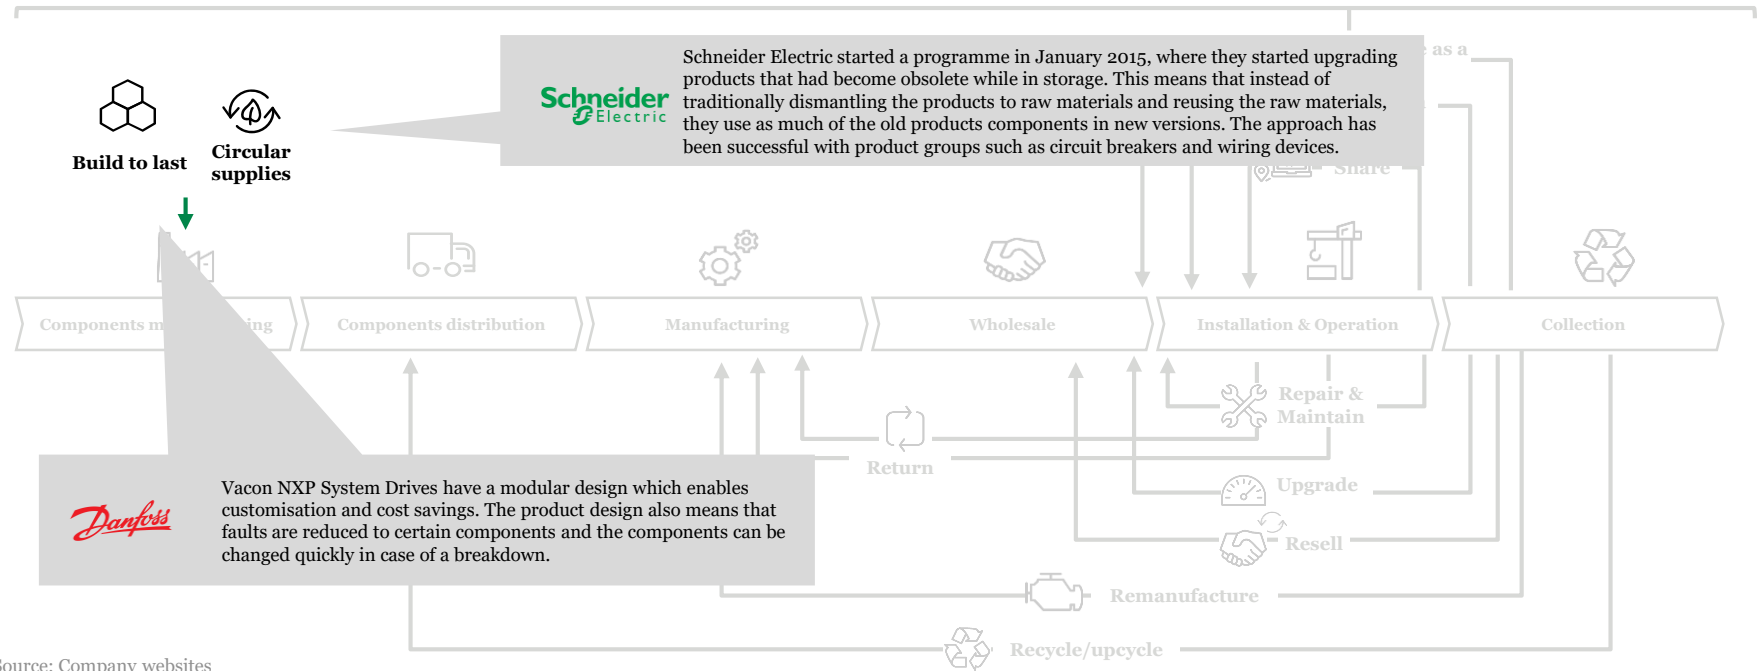 as a
Schneider Electric started a programme in January 2015, where they started upgrading
products that had become obsolete while in storage. This means that instead of
traditionally dismantling the products to raw materials and reusing the raw materials,
they use as much of the old products components in new versions. The approach has
been successful with product groups such as circuit breakers and wiring devices.
Schneider
Electric
Build to last
Circular
supplies
Share
Components
Components distribution
Manufacturing
Wholesale
Installation & Operation
Collection
Repair &
Maintain
Return
Upgrade
Resell
Danfoss
Vacon NXP System Drives have a modular design which enables
customisation and cost savings. The product design also means that
faults are reduced to certain components and the components can be
changed quickly in case of a breakdown.
Remanufacture
Recycle/upcycle
Source: Company websites